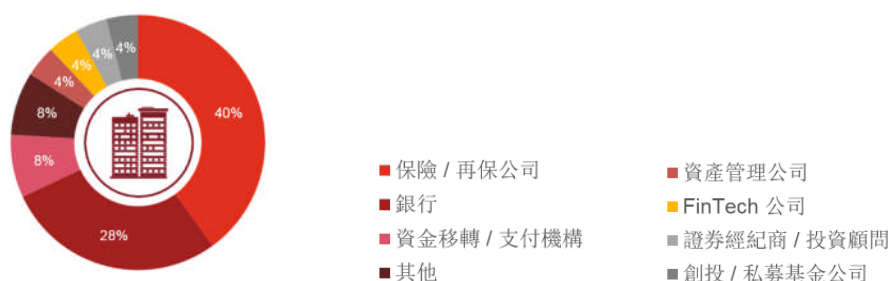 4%
4%
4%
4%
40%
8%
8%
28%
保險 / 再保公司
銀行
資金移轉 / 支付機構
其他
資產管理公司
FinTech 公司
證券經紀商 / 投資顧問
創投 / 私募基金公司